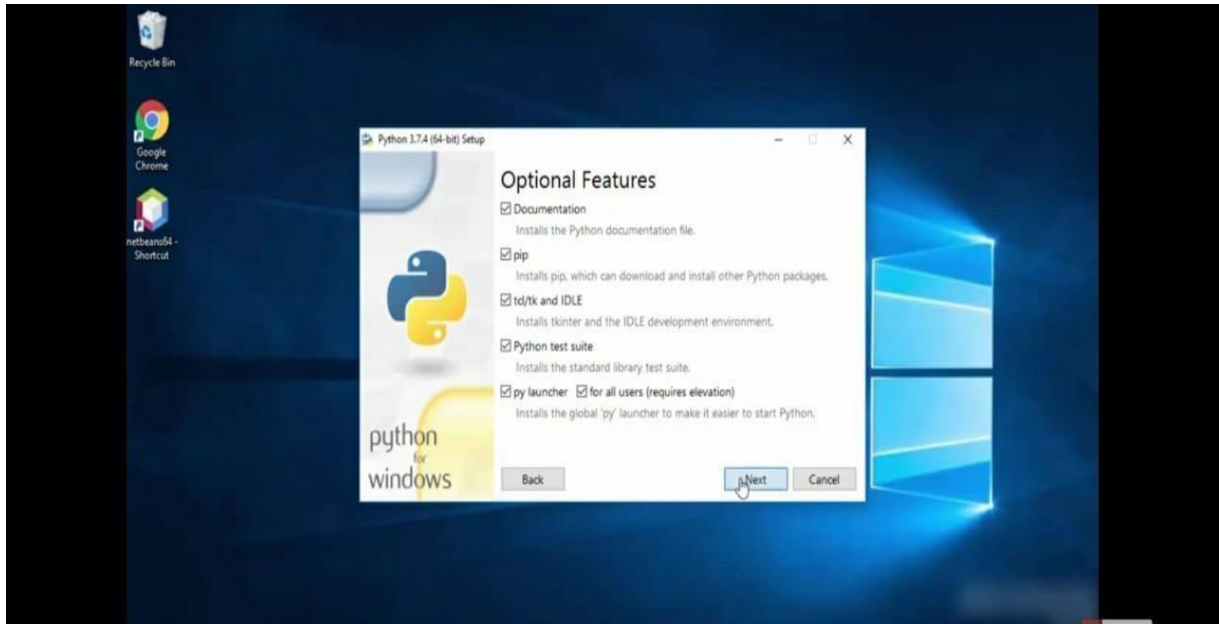 Recycle Bin
Google
Chrome
netbeans64 -
Shortcut
Python 3.7.4 (64-bit) Setup
Optional Features
Documentation
Installs the Python documentation file.
pip
Installs pip, which can download and install other Python packages.
tcl/tk and IDLE
Installs tkinter and the IDLE development environment.
Python test suite
Installs the standard library test suite.
py launcher for all users (requires elevation)
Installs the global 'py' launcher to make it easier to start Python.
python
for
windows
Back Next Cancel